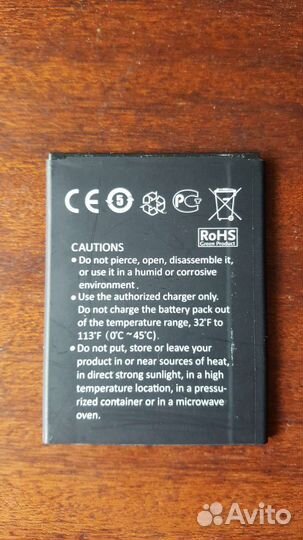 CE 5 PG
RoHS
Green Product
CAUTIONS
• Do not pierce, open, disassemble it,
or use it in a humid or corrosive
environment .
• Use the authorized charger only.
Do not charge the battery pack out
of the temperature range, 32°F to
113°F (0°C ~45°C).
• Do not put, store or leave your
product in or near sources of heat,
in direct strong sunlight, in a high
temperature location, in a pressu-
rized container or in a microwave
oven.
Avito